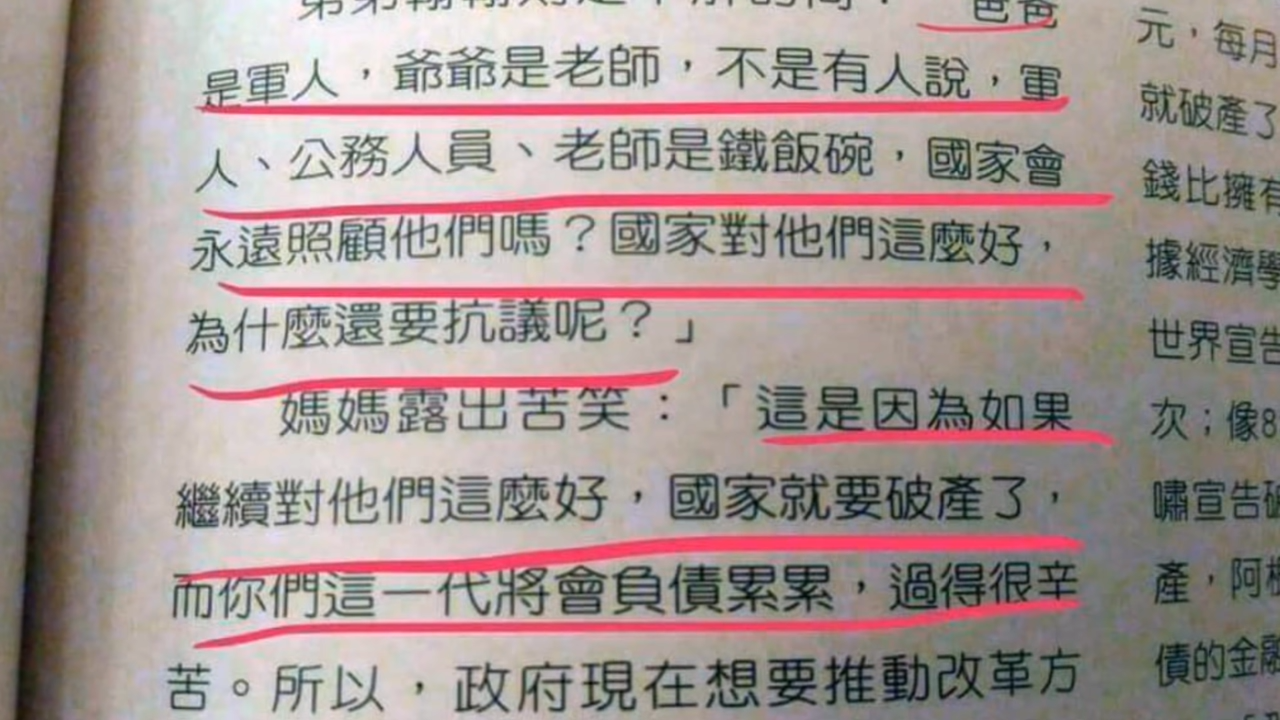 爸爸
是軍人，爺爺是老師，不是有人說，軍
人、公務人員、老師是鐵飯碗，國家會
永遠照顧他們嗎？國家對他們這麼好，
為什麼還要抗議呢？」
媽媽露出苦笑：「這是因為如果
繼續對他們這麼好，國家就要破產了，
而你們這一代將會負債累累，過得很辛
苦。所以，政府現在想要推動改革方
元，每月
就破產了
錢比擁有
據經濟學
世界宣告
次；像8
嘯宣告
產，阿根
債的金融